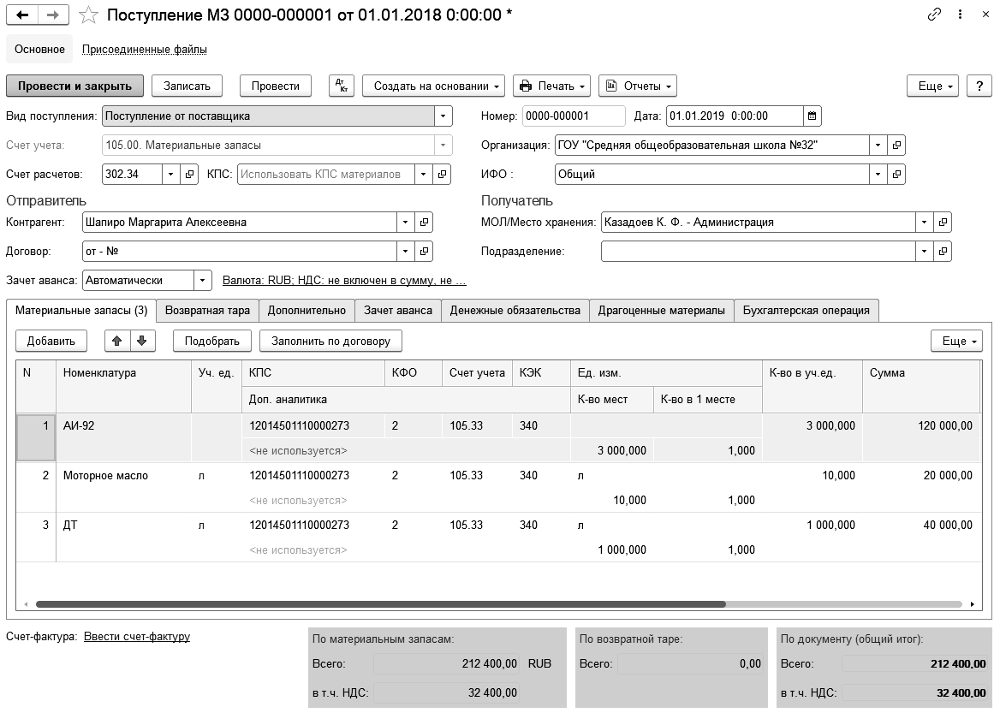 Поступление МЗ 0000-000001 от 01.01.2018 0:00:00 *
Основное Присоединенные файлы
Провести и закрыть Записать Провести Дт Кт Создать на основании Печать Отчеты Еще ?
Вид поступления: Поступление от поставщика Номер: 0000-000001 Дата: 01.01.2019 0:00:00
Счет учета: 105.00. Материальные запасы Организация: ГОУ "Средняя общеобразовательная школа №32"
Счет расчетов: 302.34 КПС: Использовать КПС материалов ИФО : Общий
Отправитель Получатель
Контрагент: Шапиро Маргарита Алексеевна МОЛ/Место хранения: Казадоев К. Ф. - Администрация
Договор: от - № Подразделение:
Зачет аванса: Автоматически Валюта: RUB; НДС: не включен в сумму, не ...
Материальные запасы (3) Возвратная тара Дополнительно Зачет аванса Денежные обязательства Драгоценные материалы Бухгалтерская операция
Добавить Подобрать Заполнить по договору Еще
N Номенклатура Уч. ед. КПС КФО Счет учета КЭК Ед. изм. К-во в уч.ед. Сумма
Доп. аналитика К-во мест К-во в 1 месте
1 АИ-92 12014501110000273 2 105.33 340 3 000,000 120 000,00
<не используется> 3 000,000 1,000
2 Моторное масло л 12014501110000273 2 105.33 340 л 10,000 20 000,00
<не используется> 10,000 1,000
3 ДТ л 12014501110000273 2 105.33 340 л 1 000,000 40 000,00
<не используется> 1 000,000 1,000
Счет-фактура: Ввести счет-фактуру По материальным запасам: По возвратной таре: По документу (общий итог):
Всего: 212 400,00 RUB Всего: 0,00 Всего: 212 400,00
в т.ч. НДС: 32 400,00 в т.ч. НДС: 32 400,00